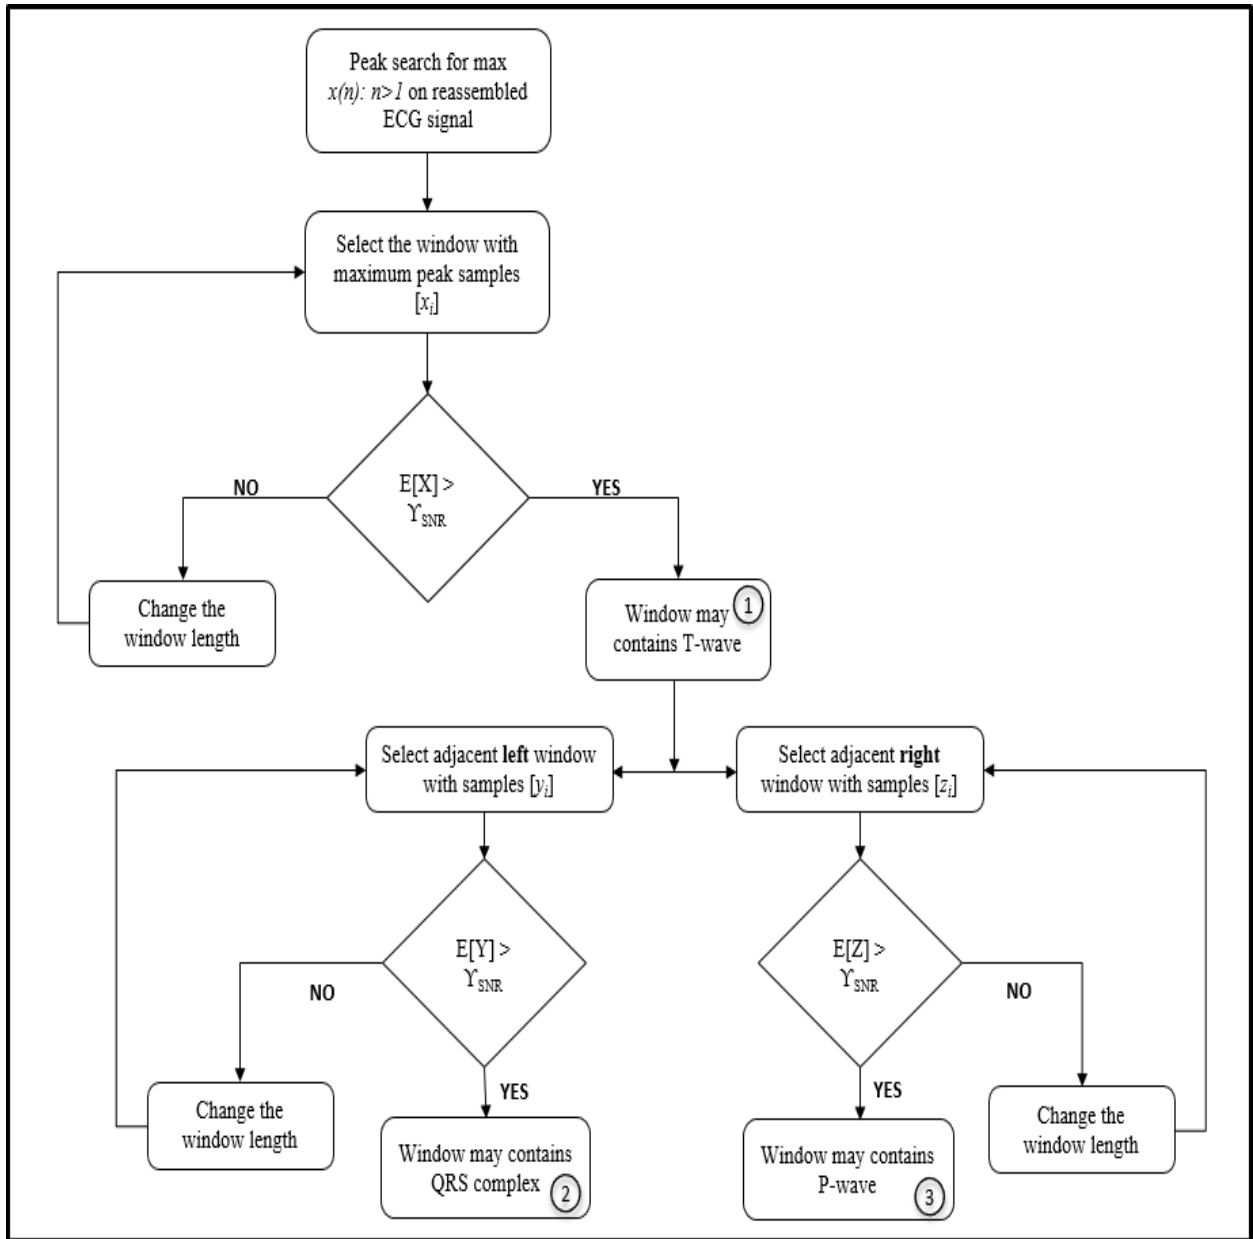 Peak search for max
x(n): n>1 on reassembled
ECG signal
Select the window with
maximum peak samples
[xᵢ]
E[X] >
ϒSNR
NO
YES
Change the
window length
Window may
contains T-wave
1
Select adjacent left window
with samples [yᵢ]
Select adjacent right
window with samples [zᵢ]
E[Y] >
ϒSNR
NO
YES
E[Z] >
ϒSNR
NO
YES
Change the
window length
Window may contains
QRS complex
2
Window may contains
P-wave
3
Change the
window length